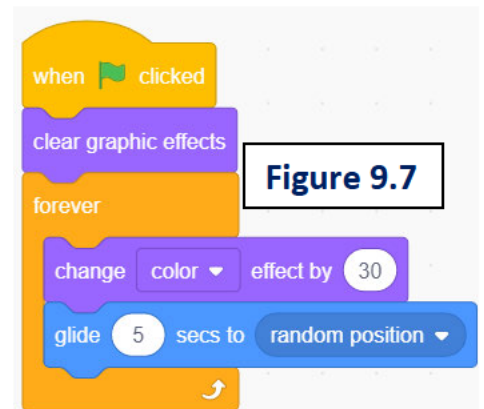 when clicked
clear graphic effects
Figure 9.7
forever
change color effect by 30
glide 5 secs to random position